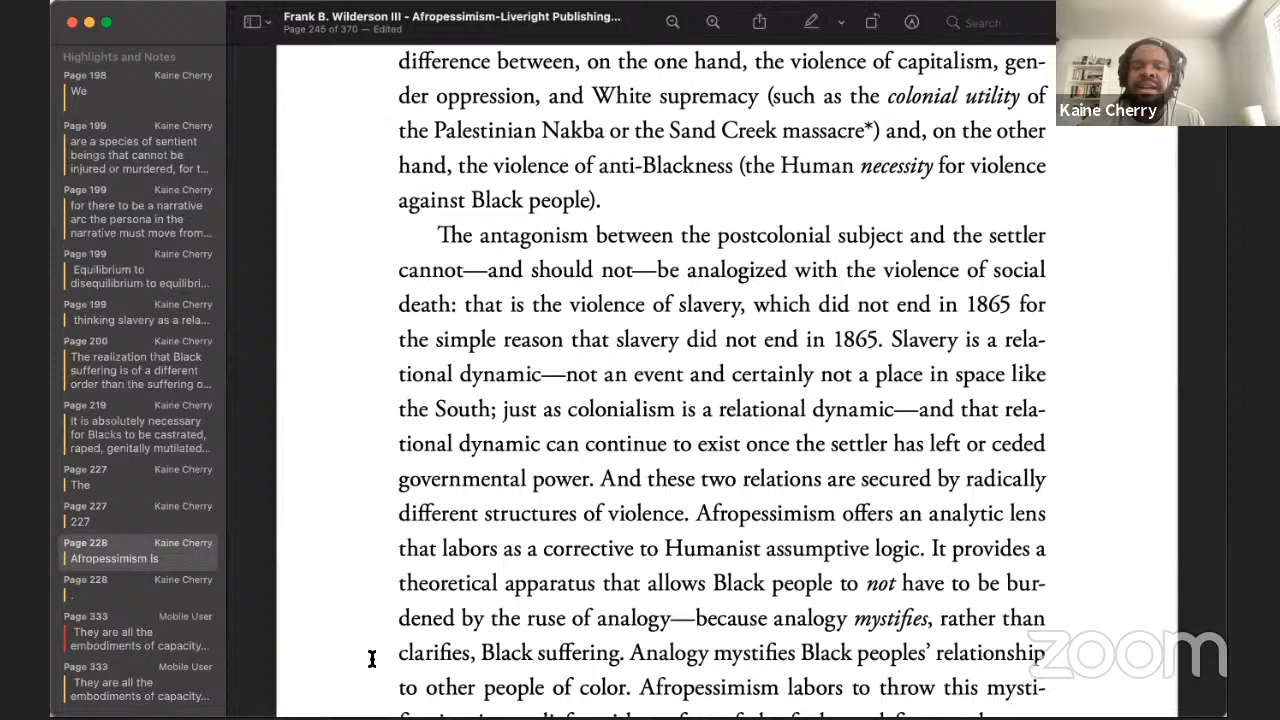 Frank B. Wilderson III - Afropessimism-Liveright Publishing...
Page 245 of 370 — Edited
Search
Kaine Cherry
Highlights and Notes
Page 198 Kaine Cherry
We
Page 199 Kaine Cherry
are a species of sentient
beings that cannot be
injured or murdered, for t...
Page 199 Kaine Cherry
for there to be a narrative
arc the persona in the
narrative must move from...
Page 199 Kaine Cherry
Equilibrium to
disequilibrium to equilibri...
Page 199 Kaine Cherry
thinking slavery as a rela...
Page 200 Kaine Cherry
The realization that Black
suffering is of a different
order than the suffering o...
Page 219 Kaine Cherry
It is absolutely necessary
for Blacks to be castrated,
raped, genitally mutilated...
Page 227 Kaine Cherry
The
Page 227 Kaine Cherry
227
Page 228 Kaine Cherry
Afropessimism is
Page 228 Kaine Cherry
.
Page 333 Mobile User
They are all the
embodiments of capacity...
Page 333 Mobile User
They are all the
embodiments of capacity...
difference between, on the one hand, the violence of capitalism, gen-
der oppression, and White supremacy (such as the colonial utility of
the Palestinian Nakba or the Sand Creek massacre*) and, on the other
hand, the violence of anti-Blackness (the Human necessity for violence
against Black people).
The antagonism between the postcolonial subject and the settler
cannot—and should not—be analogized with the violence of social
death: that is the violence of slavery, which did not end in 1865 for
the simple reason that slavery did not end in 1865. Slavery is a rela-
tional dynamic—not an event and certainly not a place in space like
the South; just as colonialism is a relational dynamic—and that rela-
tional dynamic can continue to exist once the settler has left or ceded
governmental power. And these two relations are secured by radically
different structures of violence. Afropessimism offers an analytic lens
that labors as a corrective to Humanist assumptive logic. It provides a
theoretical apparatus that allows Black people to not have to be bur-
dened by the ruse of analogy—because analogy mystifies, rather than
clarifies, Black suffering. Analogy mystifies Black peoples' relationship
to other people of color. Afropessimism labors to throw this mysti-
zoom